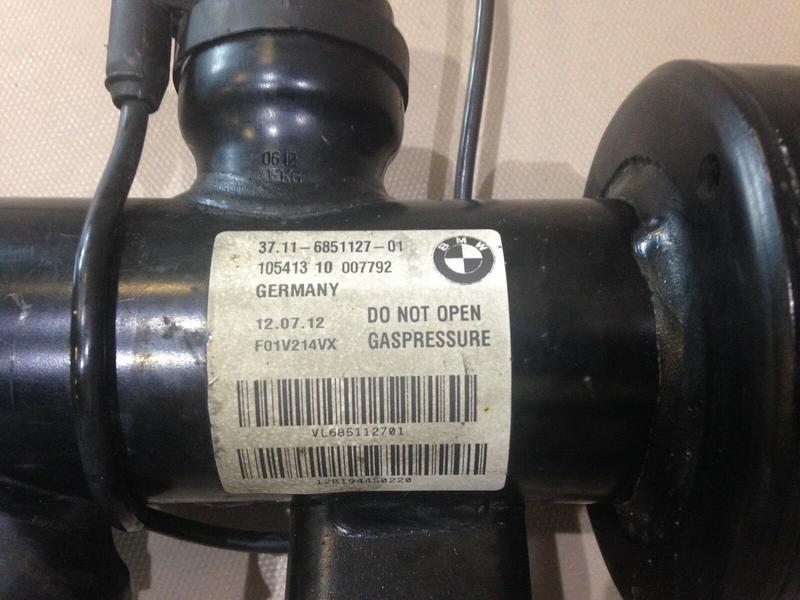 0612
37.11-6851127-01
BMW
105413 10 007792
GERMANY
12.07.12
DO NOT OPEN
F01V214VX
GASPRESSURE
VL685112701
12B1944S0220